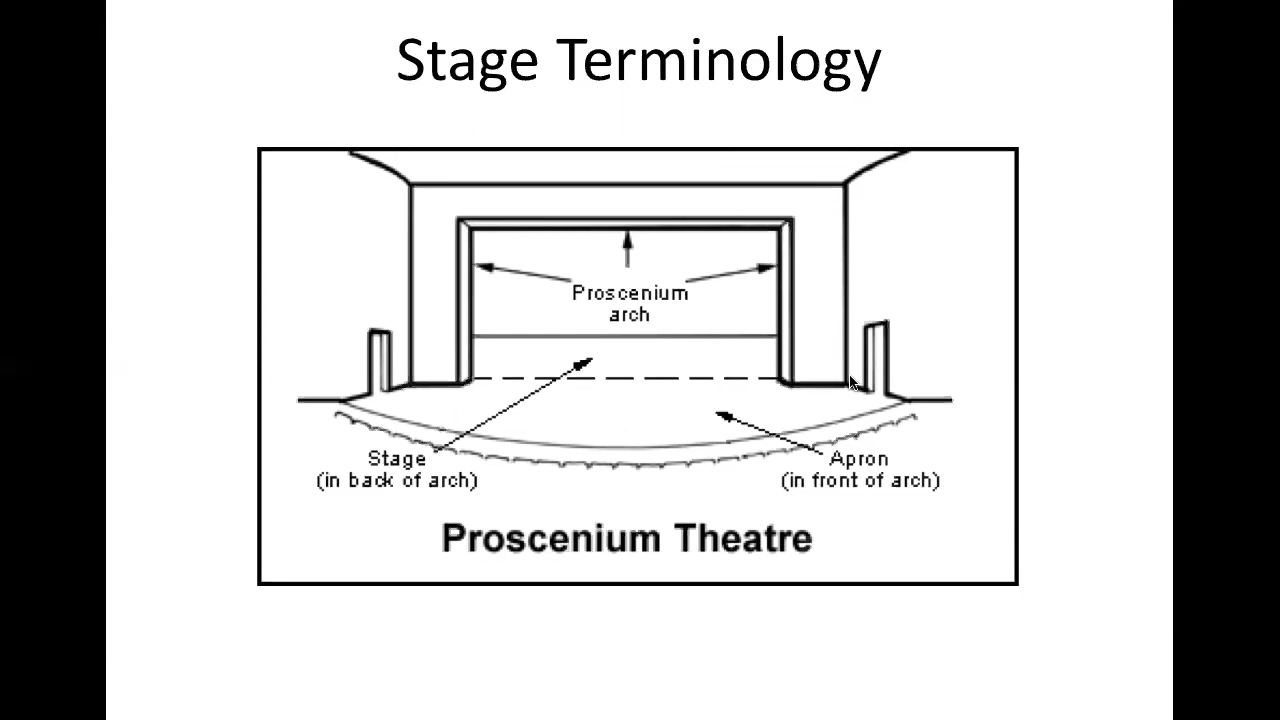 Stage Terminology
Proscenium
arch
Stage
(in back of arch)
Apron
(in front of arch)
Proscenium Theatre